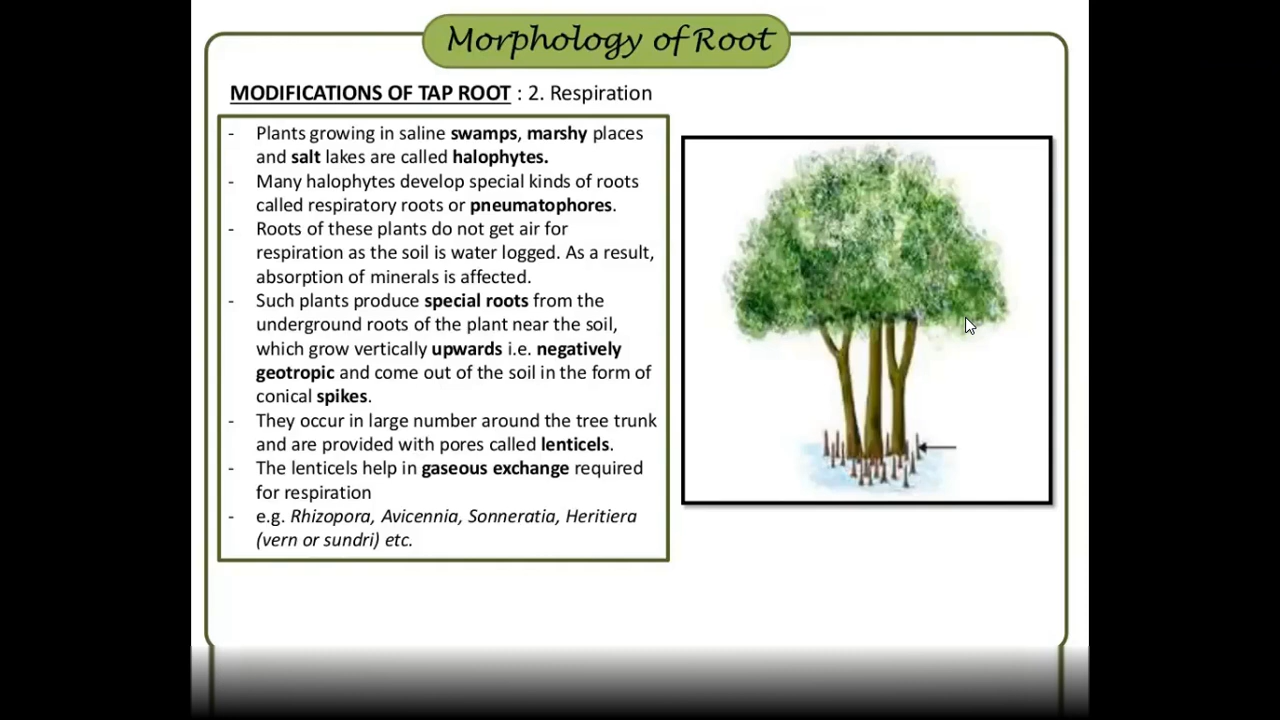 Morphology of Root
MODIFICATIONS OF TAP ROOT : 2. Respiration
- Plants growing in saline swamps, marshy places
and salt lakes are called halophytes.
- Many halophytes develop special kinds of roots
called respiratory roots or pneumatophores.
- Roots of these plants do not get air for
respiration as the soil is water logged. As a result,
absorption of minerals is affected.
- Such plants produce special roots from the
underground roots of the plant near the soil,
which grow vertically upwards i.e. negatively
geotropic and come out of the soil in the form of
conical spikes.
- They occur in large number around the tree trunk
and are provided with pores called lenticels.
- The lenticels help in gaseous exchange required
for respiration
- e.g. Rhizopora, Avicennia, Sonneratia, Heritiera
(vern or sundri) etc.